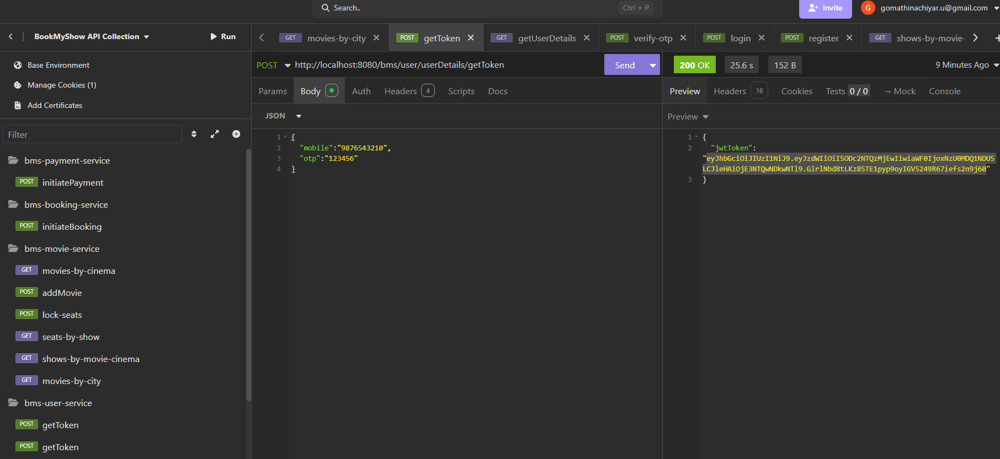 Search..
Ctrl + P
Invite
G
gomathinachiyar.u@gmail.com
BookMyShow API Collection
Run
GET movies-by-city
POST getToken
GET getUserDetails
POST verify-otp
POST login
POST register
GET shows-by-movie-
Base Environment
Manage Cookies (1)
Add Certificates
Filter
bms-payment-service
POST initiatePayment
bms-booking-service
POST initiateBooking
bms-movie-service
GET movies-by-cinema
POST addMovie
POST lock-seats
GET seats-by-show
GET shows-by-movie-cinema
GET movies-by-city
bms-user-service
POST getToken
POST getToken
POST http://localhost:8080/bms/user/userDetails/getToken
Send
Params Body Auth Headers 4 Scripts Docs
JSON
1 {
2 "mobile":"9876543210",
3 "otp":"123456"
4 }
200 OK 25.6 s 152 B 9 Minutes Ago
Preview Headers 16 Cookies Tests 0 / 0 → Mock Console
Preview
1 {
2 "jwtToken":
"eyJhbGciOiJIUzI1NiJ9.eyJzdWIiOiI5ODc2NTQzMjEwIiwiaWF0IjoxNzU0MDQ1NDU5
LCJleHAiOjE3NTQwNDkwNTl9.GlrlNbd8tLKz85TE1pyp9oyIGV5249R67iefs2n9j60"
3 }